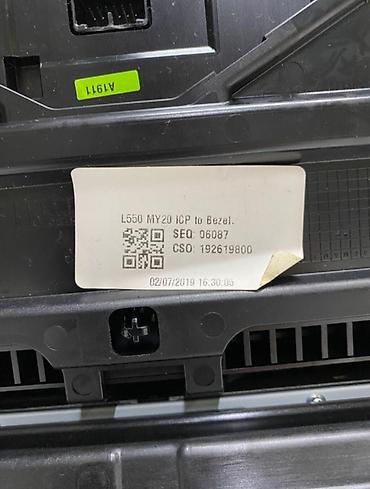 A1911
L550 MY20 ICP to Bezel.
SEQ: 06087
CSO: 192619800
02/07/2019 16:30:05